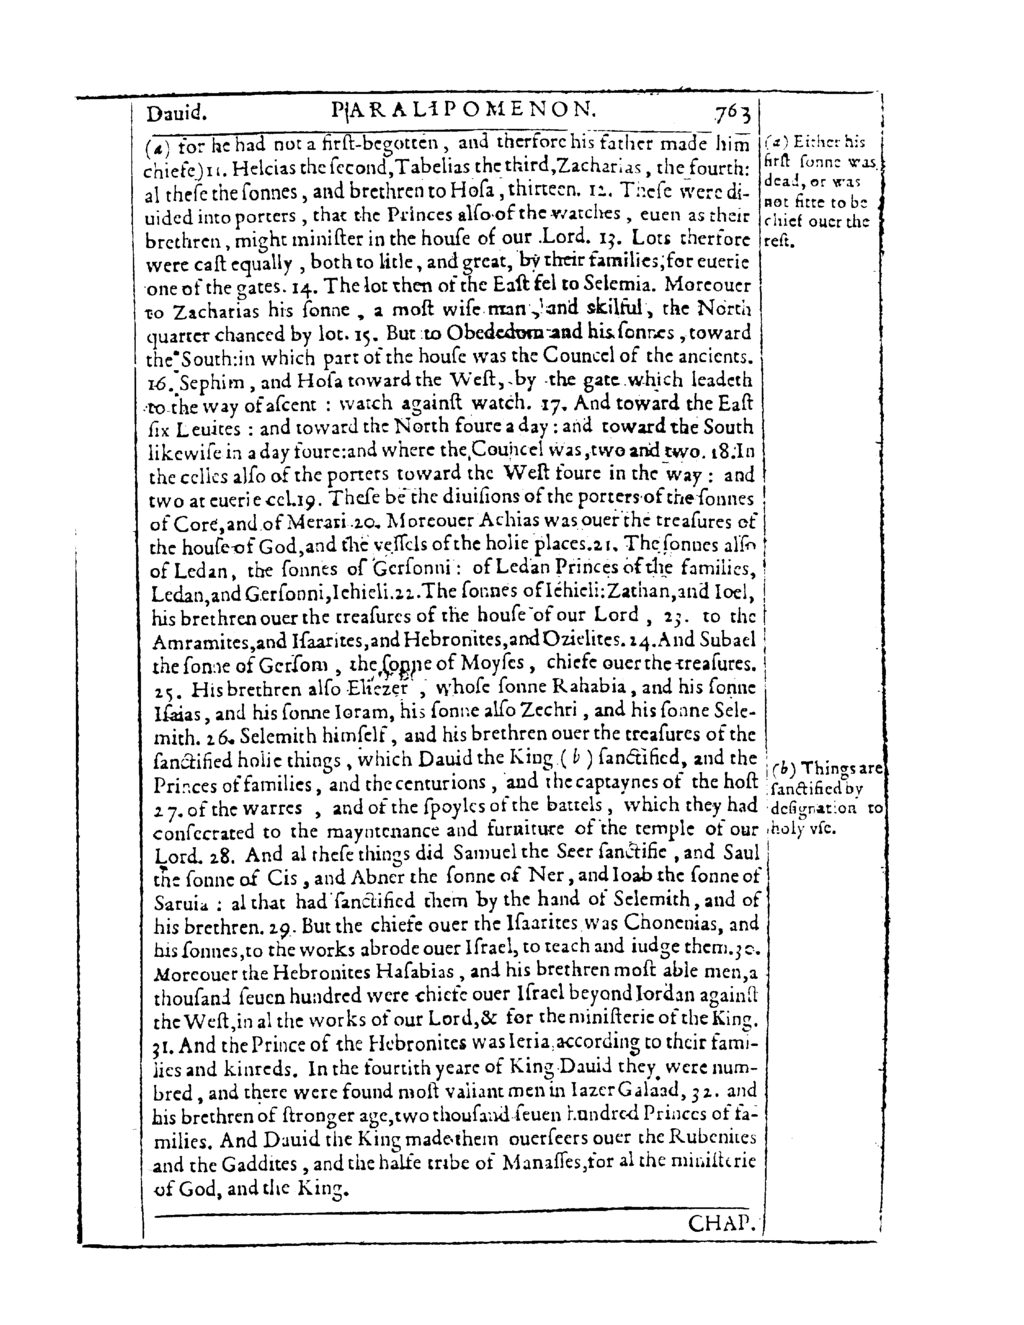 Dauid. PARALIPOMENON. 763
(a) for he had not a first-begotten, and therfore his father made him
chiefe) 11. Helcias the second, Tabelias the third, Zacharias, the fourth:
al these the sonnes, and brethren to Hosa, thirteen. 12. These were di-
uided into porters, that the Princes also of the watches, euen as their
brethren, might minister in the house of our Lord. 13. Lots therfore
were cast equally, both to litle, and great, by their families, for euerie
one of the gates. 14. The lot then of the East fel to Selemia. Moreouer
to Zacharias his sonne, a most wise man, and skilful, the North
quarter chanced by lot. 15. But to Obededom and his sonnes, toward
the South: in which part of the house was the Councel of the ancients.
16. Sephim, and Hosa toward the West, by the gate which leadeth
to the way of ascent: watch against watch. 17. And toward the East
six Leuites: and toward the North foure a day: and toward the South
likewise in a day foure: and where the Councel was, two and two. 18. In
the celles also of the porters toward the West foure in the way: and
two at euerie cel. 19. These be the diuisions of the porters of the sonnes
of Coré, and of Merari. 20. Moreouer Achias was ouer the treasures of
the house of God, and the vessels of the holie places. 21. The sonnes also
of Ledan, the sonnes of Gersonni: of Ledan Princes of the families,
Ledan, and Gersonni, Iehieli. 22. The sonnes of Iehieli: Zathan, and Ioel,
his brethren ouer the treasures of the house of our Lord, 23. to the
Amramites, and Isaarites, and Hebronites, and Ozielites. 24. And Subael
the sonne of Gersom, the sonne of Moyses, chiefe ouer the treasures.
25. His brethren also Eliezer, whose sonne Rahabia, and his sonne
Isaias, and his sonne Ioram, his sonne also Zechri, and his sonne Sele-
mith. 26. Selemith himself, and his brethren ouer the treasures of the
sanctified holie things, which Dauid the King (b) sanctified, and the
Princes of families, and the centurions, and the captaynes of the host
27. of the warres, and of the spoyles of the battels, which they had
consecrated to the mayntenance and furniture of the temple of our
Lord. 28. And al these things did Samuel the Seer sanctifie, and Saul
the sonne of Cis, and Abner the sonne of Ner, and Ioab the sonne of
Saruia: al that had sanctified them by the hand of Selemith, and of
his brethren. 29. But the chiefe ouer the Isaarites was Chonenias, and
his sonnes, to the works abrode ouer Israel, to teach and iudge them. 30.
Moreouer the Hebronites Hasabias, and his brethren most able men, a
thousand seuen hundred were chiefe ouer Israel beyond Iordan against
the West, in al the works of our Lord, & for the ministerie of the King.
31. And the Prince of the Hebronites was Ieria, according to their fami-
lies and kinreds. In the fourtith yeare of King Dauid they were num-
bred, and there were found most valiant men in Iazer Galaad, 32. and
his brethren of stronger age, two thousand seuen hundred Princes of fa-
milies. And Dauid the King made them ouerseers ouer the Rubenites
and the Gaddites, and the halfe tribe of Manasses, for al the ministerie
of God, and the King.
CHAP.
(a) Either his
first sonne was
dead, or was
not fitte to be
chief ouer the
rest.
(b) Things are
sanctified by
designation to
holy vse.